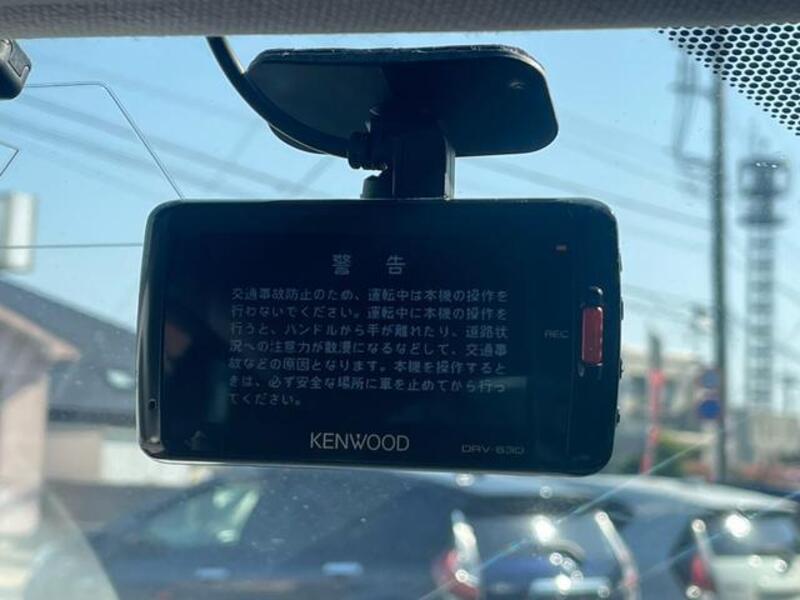 警告
交通事故防止のため、運転中は本機の操作を
行わないでください。運転中に本機の操作を
行うと、ハンドルから手が離れたり、道路状
況への注意力が散漫になるなどして、交通事
故などの原因となります。本機を操作すると
きは、必ず安全な場所に車を止めてから行っ
てください。
REC
KENWOOD
DRV-630